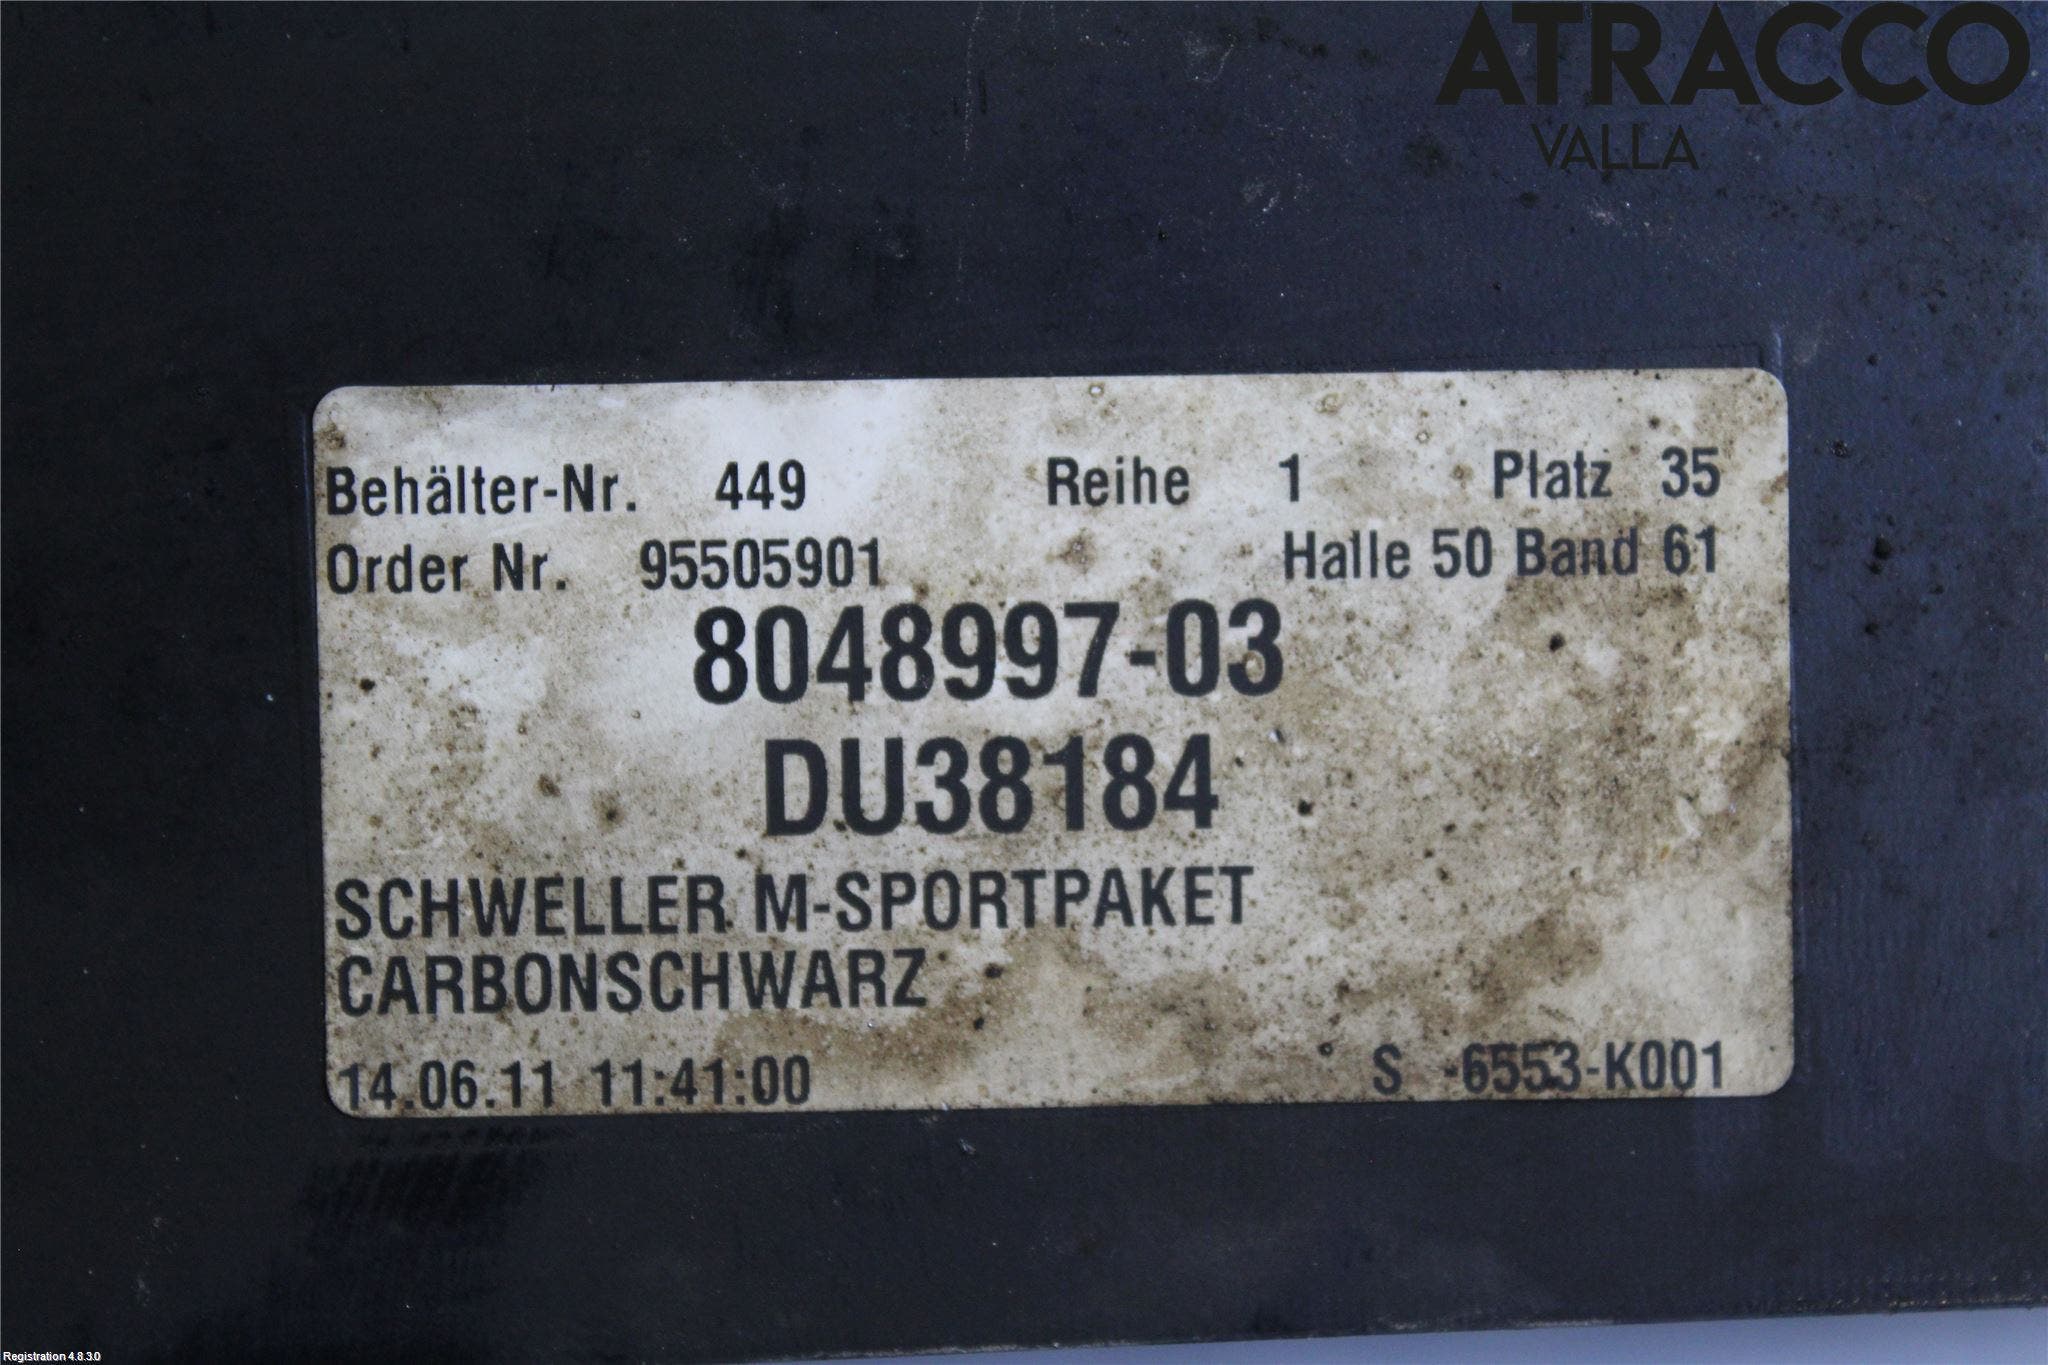 ATRACCO
VALLA
Behälter-Nr. 449 Reihe 1 Platz 35
Order Nr. 95505901 Halle 50 Band 61
8048997-03
DU38184
SCHWELLER M-SPORTPAKET
CARBONSCHWARZ
14.06.11 11:41:00 S -6553-K001
Registration 4.8.3.0